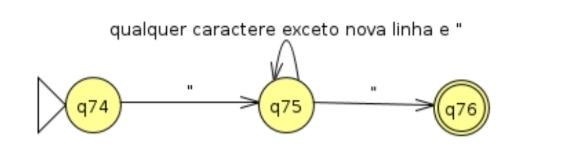 qualquer caractere exceto nova linha e "
q74 " q75 " q76